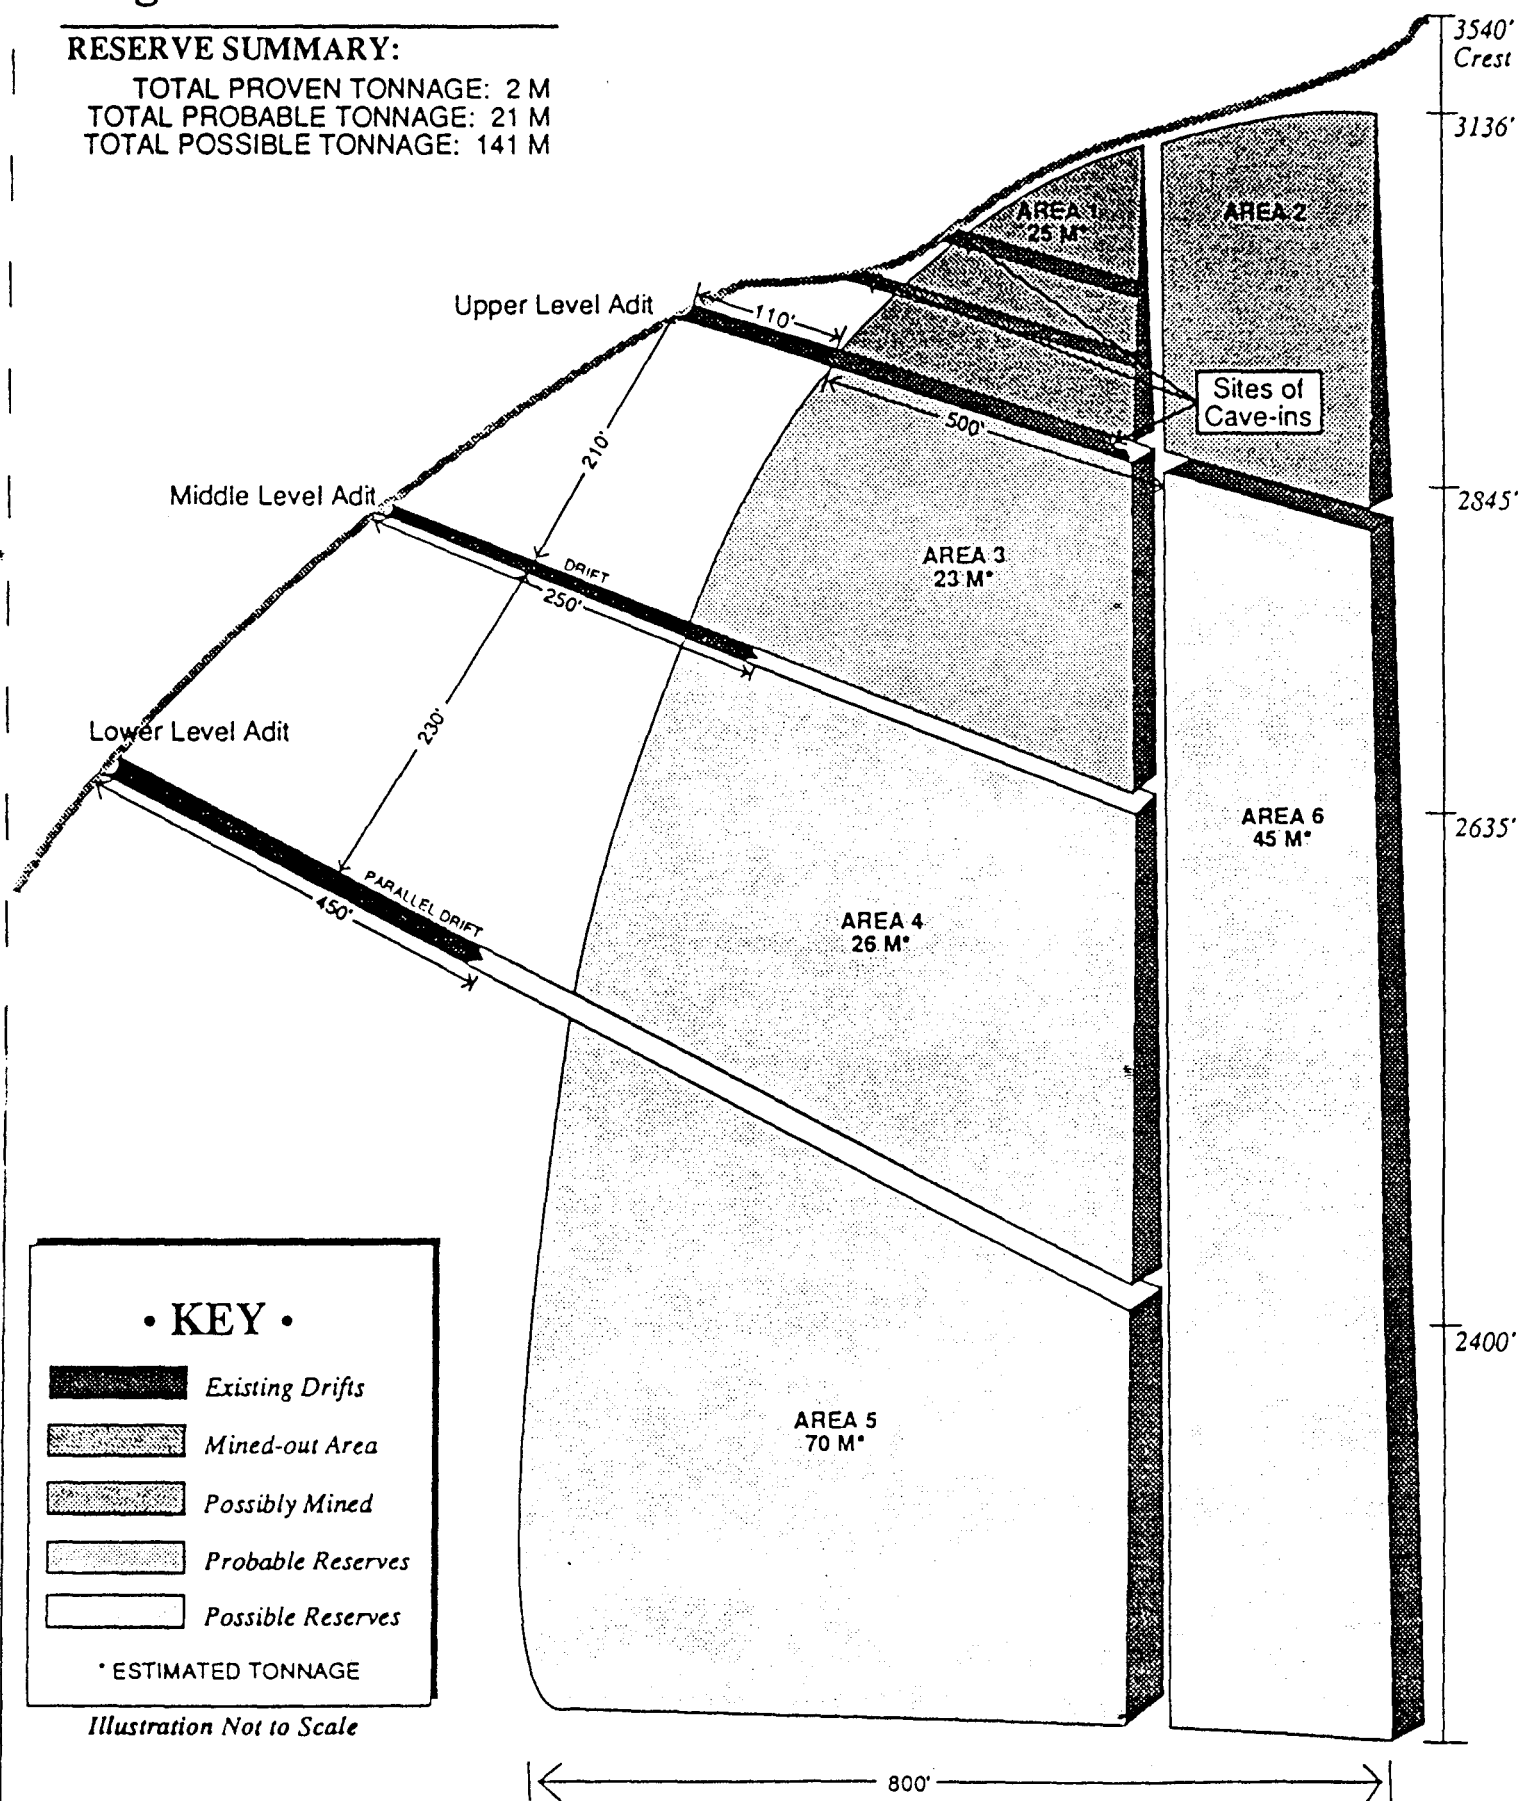 RESERVE SUMMARY:
TOTAL PROVEN TONNAGE: 2 M
TOTAL PROBABLE TONNAGE: 21 M
TOTAL POSSIBLE TONNAGE: 141 M
3540'
Crest
3136'
AREA 1
25 M*
AREA 2
Upper Level Adit
110'
Sites of
Cave-ins
500'
210'
Middle Level Adit
2845'
DRIFT
250'
AREA 3
23 M*
230'
Lower Level Adit
AREA 6
45 M*
2635'
PARALLEL DRIFT
450'
AREA 4
26 M*
• KEY •
Existing Drifts
Mined-out Area
Possibly Mined
Probable Reserves
Possible Reserves
* ESTIMATED TONNAGE
Illustration Not to Scale
2400'
AREA 5
70 M*
800'